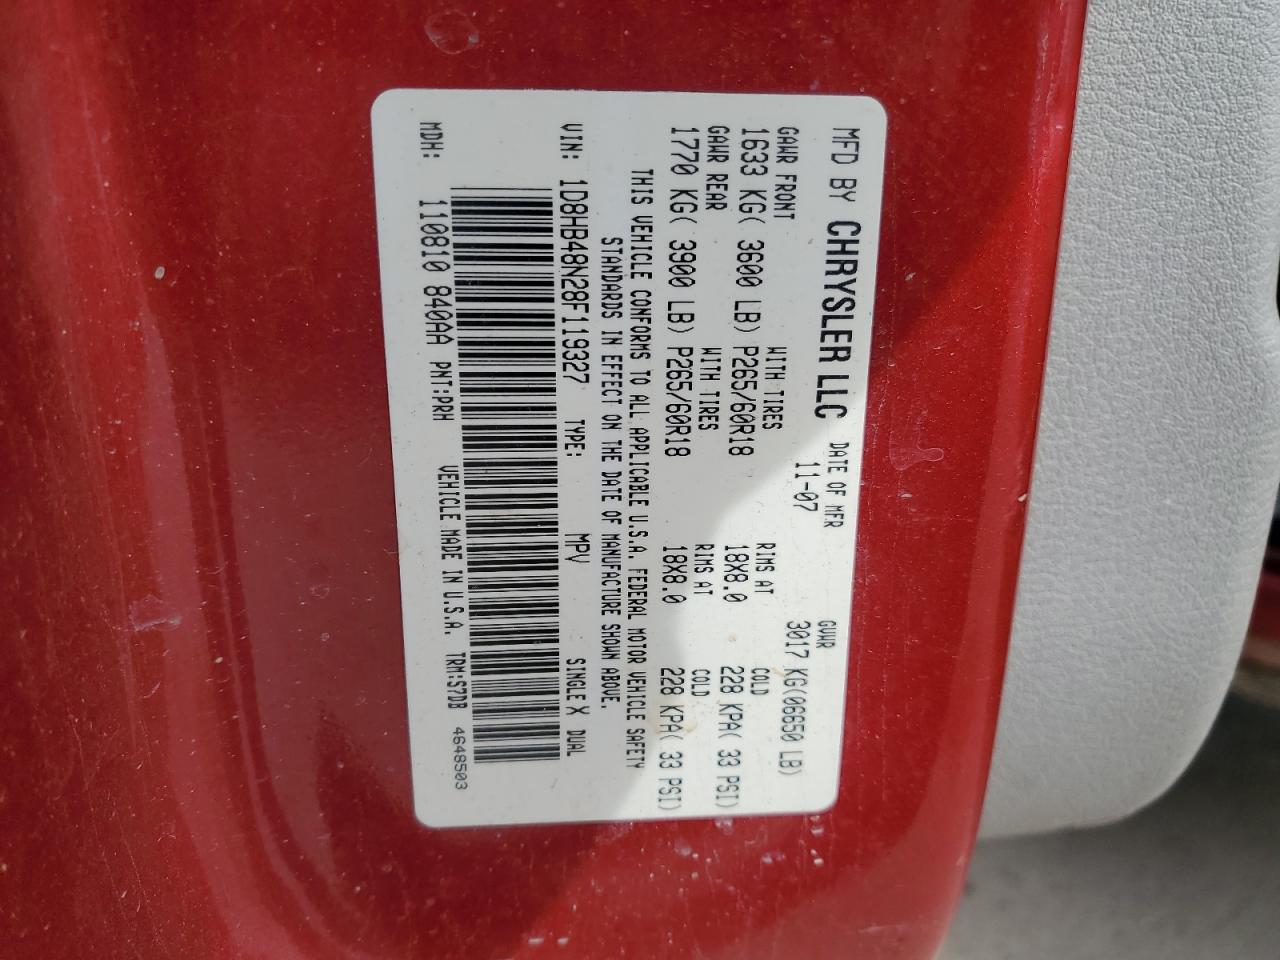 MFD BY CHRYSLER LLC DATE OF MFR GVWR
11-07 3017 KG(06650 LB)
GAWR FRONT WITH TIRES RIMS AT COLD
1633 KG( 3600 LB) P265/60R18 18X8.0 228 KPA( 33 PSI)
GAWR REAR WITH TIRES RIMS AT COLD
1770 KG( 3900 LB) P265/60R18 18X8.0 228 KPA( 33 PSI)
THIS VEHICLE CONFORMS TO ALL APPLICABLE U.S.A. FEDERAL MOTOR VEHICLE SAFETY
STANDARDS IN EFFECT ON THE DATE OF MANUFACTURE SHOWN ABOVE.
VIN: 1D8HB48N28F119327 TYPE: MPV SINGLE X DUAL
MDH: 110810 840AA PNT:PRH VEHICLE MADE IN U.S.A. TRM:S7DB 4648503